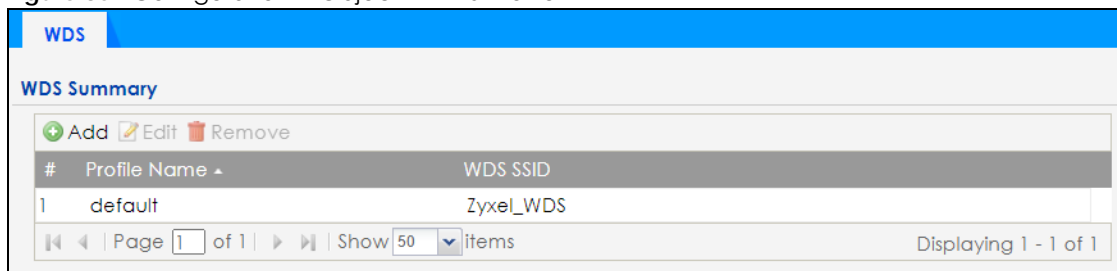 WDS
WDS Summary
Add Edit Remove
# Profile Name WDS SSID
1 default Zyxel_WDS
Page 1 of 1 Show 50 items Displaying 1 - 1 of 1